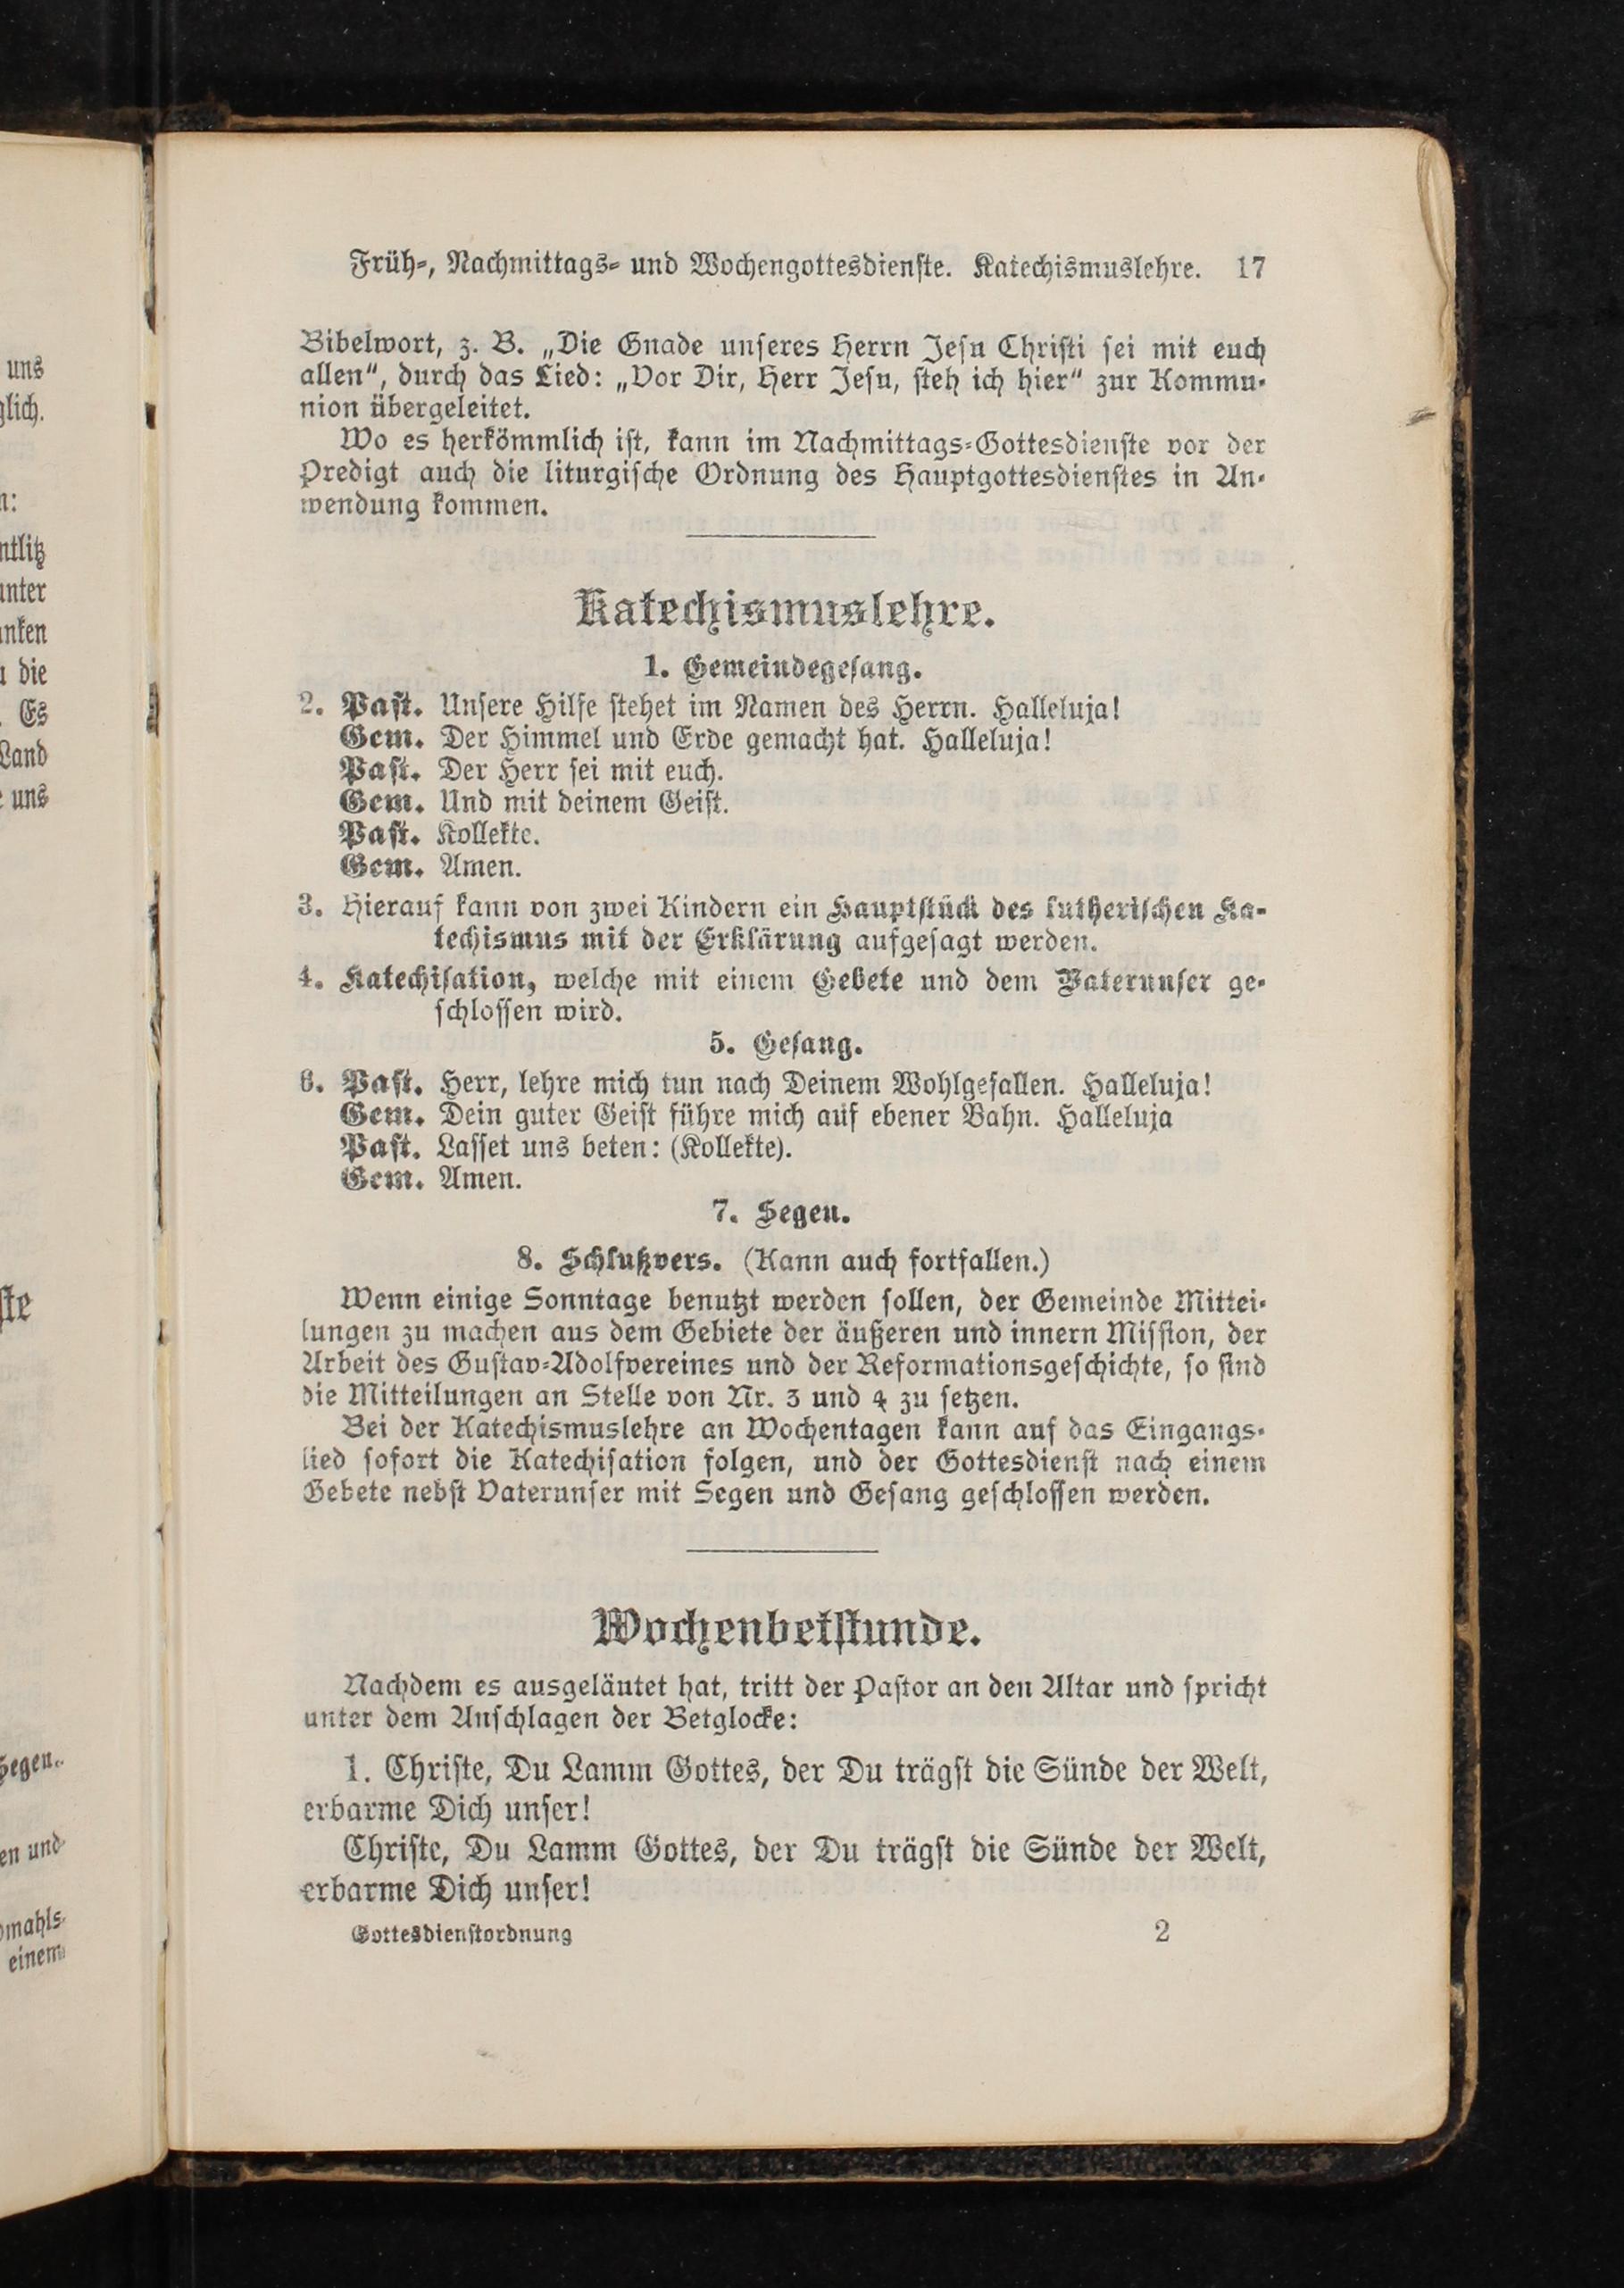 Früh-, Nachmittags- und Wochengottesdienste. Katechismuslehre. 17
Bibelwort, z. B. „Die Gnade unseres Herrn Jesu Christi sei mit euch
allen“, durch das Lied: „Vor Dir, Herr Jesu, steh ich hier“ zur Kommu-
nion übergeleitet.
Wo es herkömmlich ist, kann im Nachmittags-Gottesdienste vor der
Predigt auch die liturgische Ordnung des Hauptgottesdienstes in An-
wendung kommen.
Katechismuslehre.
1. Gemeindegesang.
2. Past. Unsere Hilfe stehet im Namen des Herrn. Halleluja!
Gem. Der Himmel und Erde gemacht hat. Halleluja!
Past. Der Herr sei mit euch.
Gem. Und mit deinem Geist.
Past. Kollekte.
Gem. Amen.
3. Hierauf kann von zwei Kindern ein Hauptstück des lutherischen Ka-
techismus mit der Erklärung aufgesagt werden.
4. Katechisation, welche mit einem Gebete und dem Vaterunser ge-
schlossen wird.
5. Gesang.
6. Past. Herr, lehre mich tun nach Deinem Wohlgefallen. Halleluja!
Gem. Dein guter Geist führe mich auf ebener Bahn. Halleluja
Past. Lasset uns beten: (Kollekte).
Gem. Amen.
7. Segen.
8. Schlußvers. (Kann auch fortfallen.)
Wenn einige Sonntage benutzt werden sollen, der Gemeinde Mittei-
lungen zu machen aus dem Gebiete der äußeren und innern Mission, der
Arbeit des Gustav-Adolfvereines und der Reformationsgeschichte, so sind
die Mitteilungen an Stelle von Nr. 3 und 4 zu setzen.
Bei der Katechismuslehre an Wochentagen kann auf das Eingangs-
lied sofort die Katechisation folgen, und der Gottesdienst nach einem
Gebete nebst Vaterunser mit Segen und Gesang geschlossen werden.
Wochenbetstunde.
Nachdem es ausgeläutet hat, tritt der Pastor an den Altar und spricht
unter dem Anschlagen der Betglocke:
1. Christe, Du Lamm Gottes, der Du trägst die Sünde der Welt,
erbarme Dich unser!
Christe, Du Lamm Gottes, der Du trägst die Sünde der Welt,
erbarme Dich unser!
Gottesdienstordnung 2